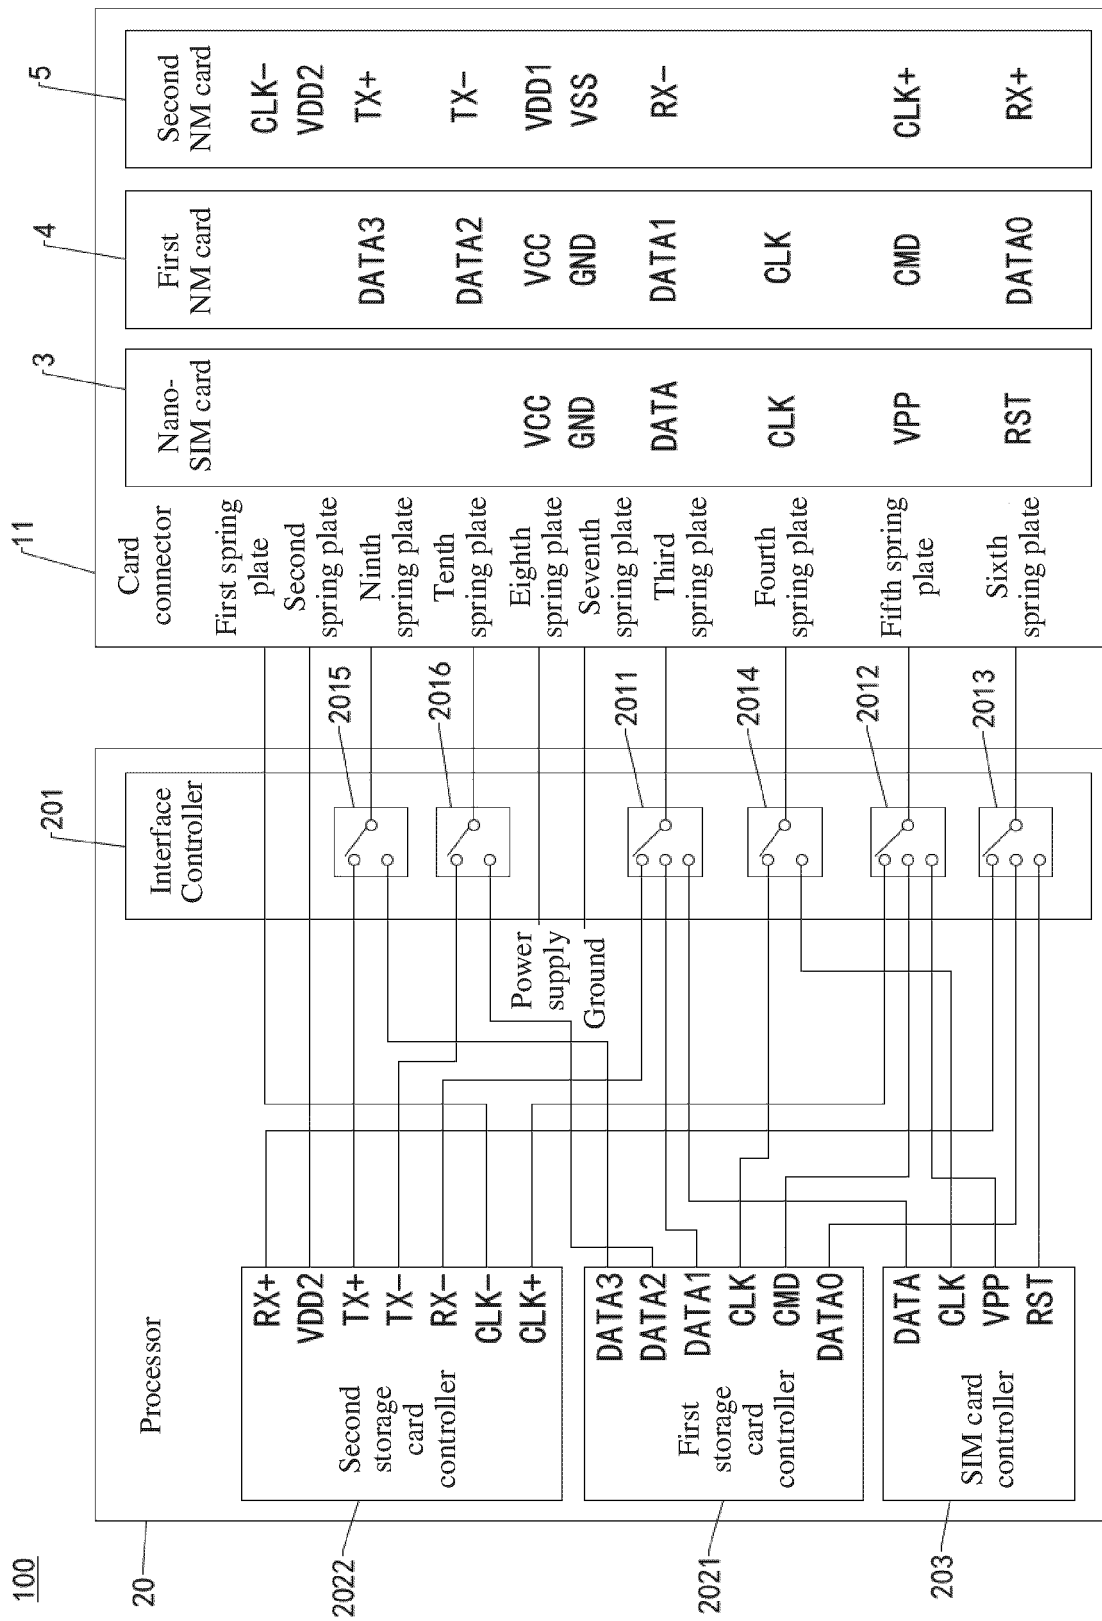 100
20
Processor
2022
Second
storage
card
controller
RX+
VDD2
TX+
TX-
RX-
CLK-
CLK+
2021
First
storage
card
controller
DATA3
DATA2
DATA1
CLK
CMD
DATA0
203
SIM card
controller
DATA
CLK
VPP
RST
201
Interface
Controller
2015
2016
2011
2014
2012
2013
Power
supply
Ground
11
Card
connector
First spring
plate
Second
spring plate
Ninth
spring plate
Tenth
spring plate
Eighth
spring plate
Seventh
spring plate
Third
spring plate
Fourth
spring plate
Fifth spring
plate
Sixth
spring plate
3
Nano-
SIM card
VCC
GND
DATA
CLK
VPP
RST
4
First
NM card
DATA3
DATA2
VCC
GND
DATA1
CLK
CMD
DATA0
5
Second
NM card
CLK-
VDD2
TX+
TX-
VDD1
VSS
RX-
CLK+
RX+